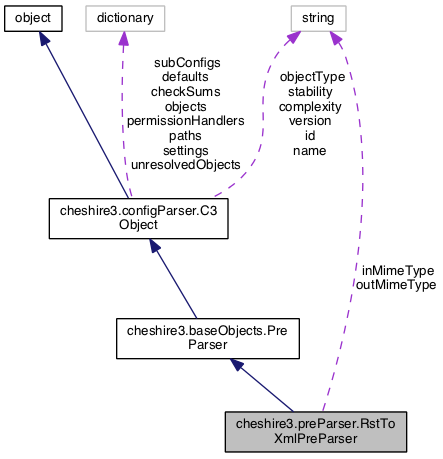 object
dictionary
string
subConfigs
defaults
checkSums
objects
permissionHandlers
paths
settings
unresolvedObjects
objectType
stability
complexity
version
id
name
cheshire3.configParser.C3
Object
inMimeType
outMimeType
cheshire3.baseObjects.Pre
Parser
cheshire3.preParser.RstTo
XmlPreParser